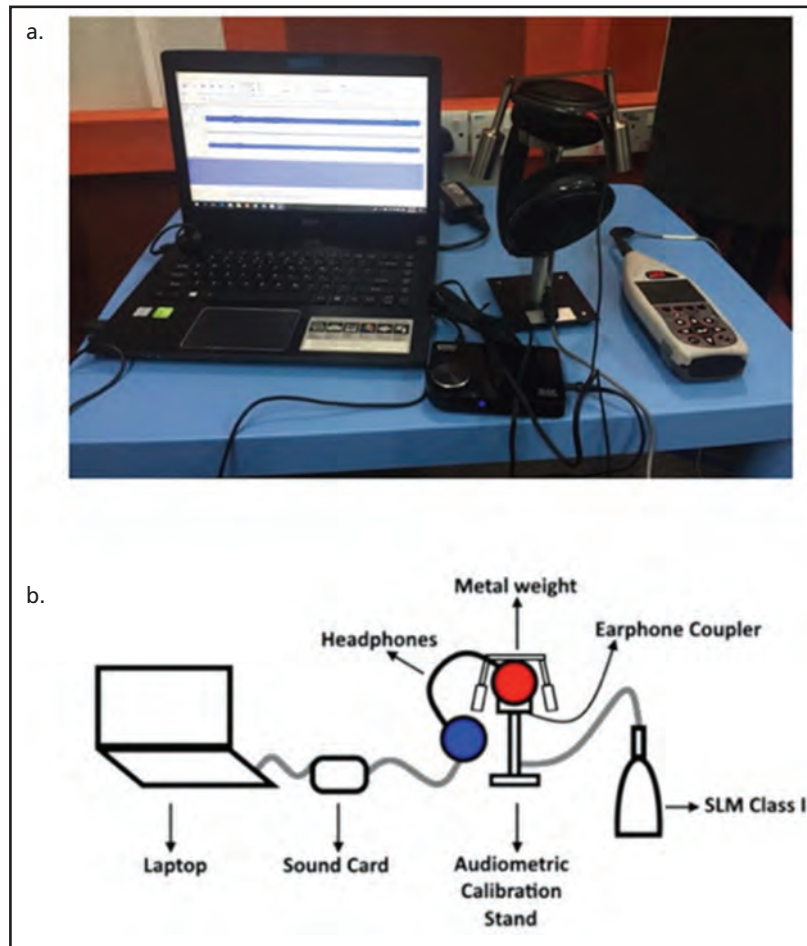 a.
b.
Metal weight
Headphones
Earphone Coupler
SLM Class I
Laptop
Sound Card
Audiometric
Calibration
Stand